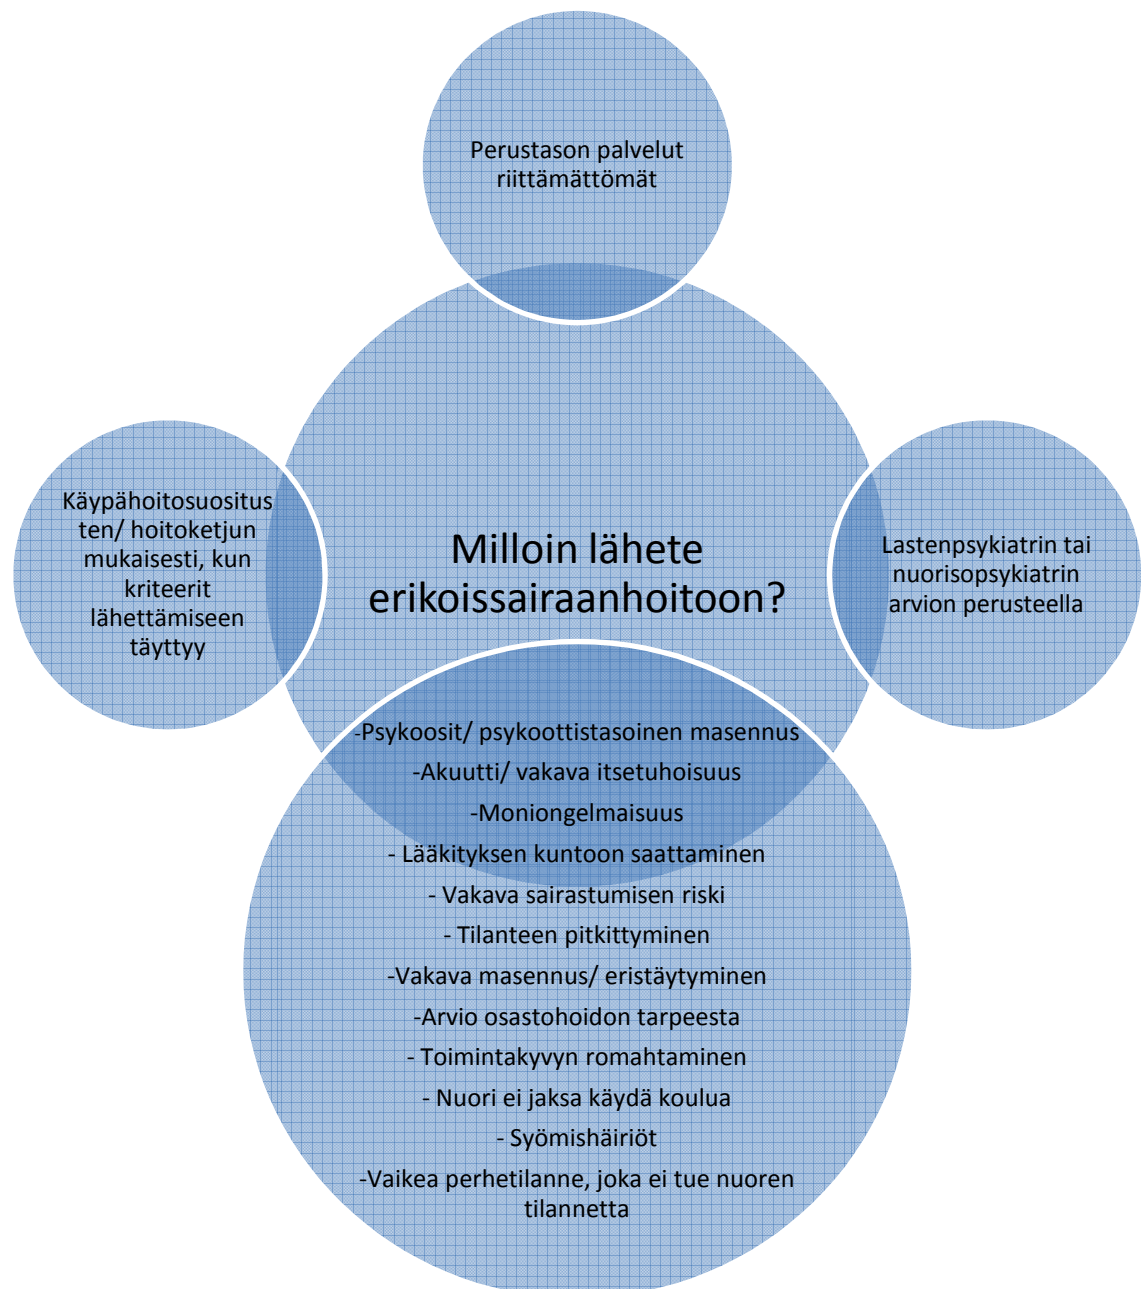 Perustason palvelut
riittämättömät
Käypähoitosuositus
ten/ hoitoketjun
mukaisesti, kun
kriteerit
lähettämiseen
täyttyy
Milloin lähete
erikoissairaanhoitoon?
Lastenpsykiatrin tai
nuorisopsykiatrin
arvion perusteella
-Psykoosit/ psykoottistasoinen masennus
-Akuutti/ vakava itsetuhoisuus
-Moniongelmaisuus
- Lääkityksen kuntoon saattaminen
- Vakava sairastumisen riski
- Tilanteen pitkittyminen
-Vakava masennus/ eristäytyminen
-Arvio osastohoidon tarpeesta
- Toimintakyvyn romahtaminen
- Nuori ei jaksa käydä koulua
- Syömishäiriöt
-Vaikea perhetilanne, joka ei tue nuoren
tilannetta